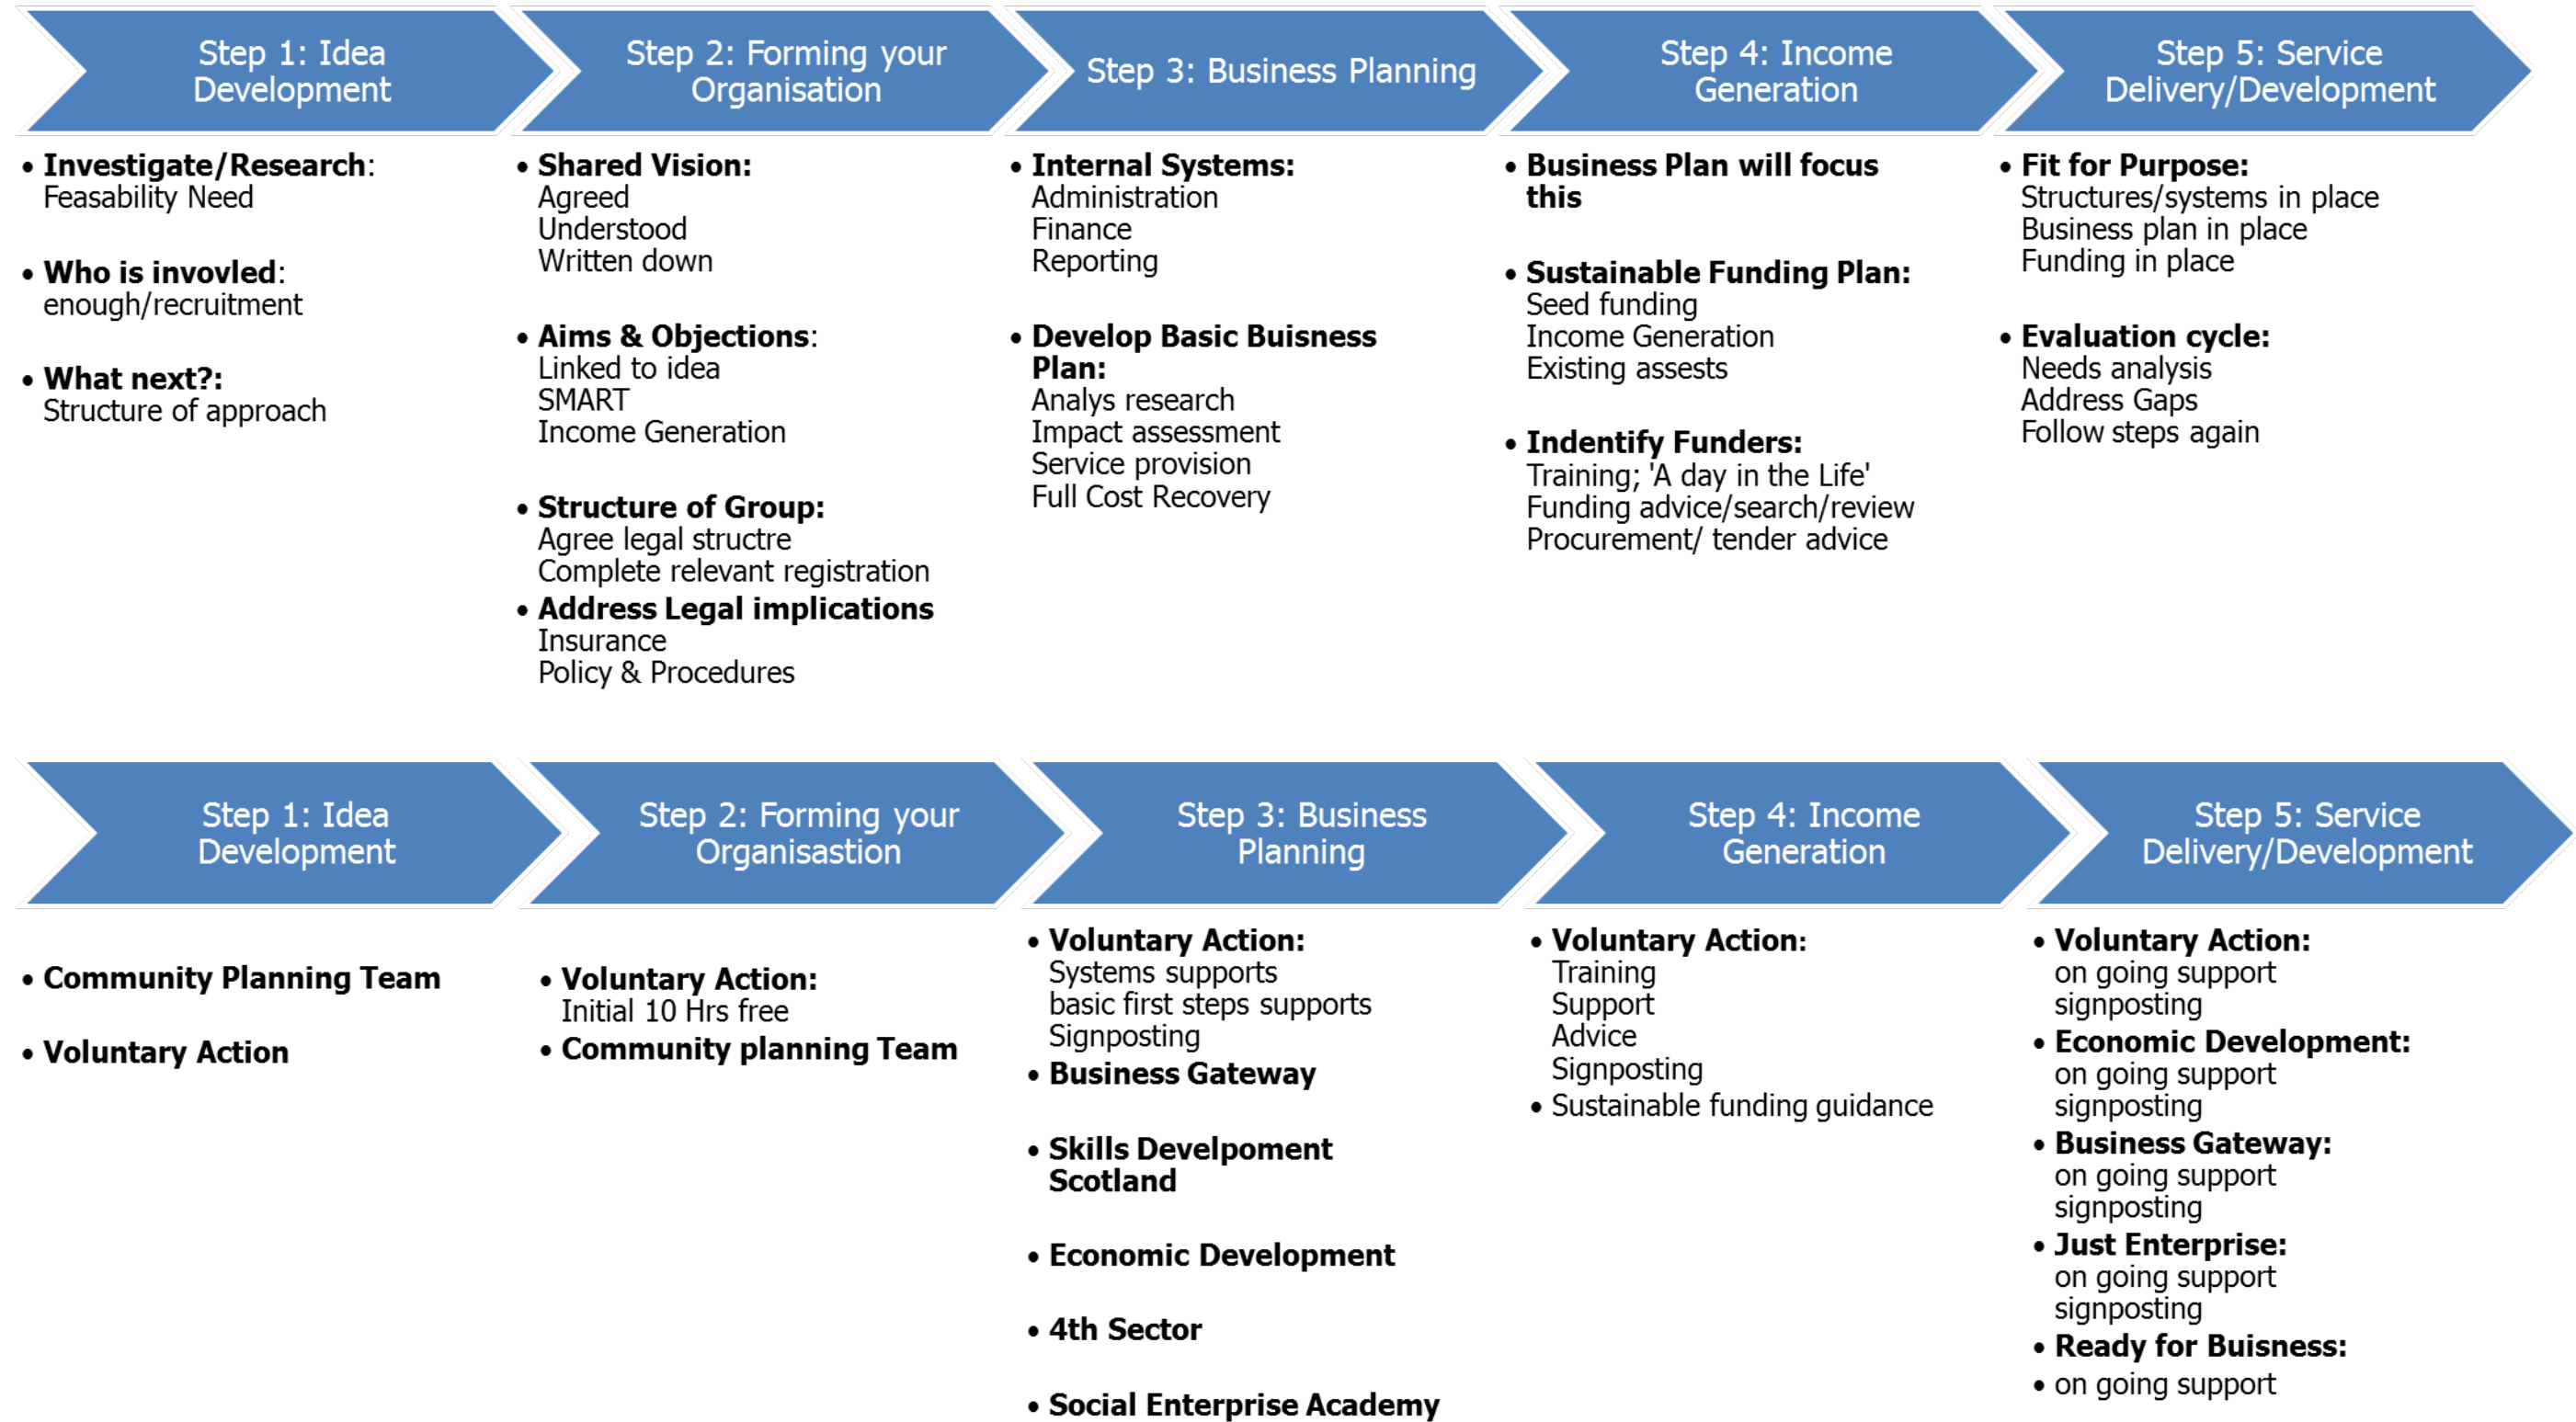 Step 1: Idea
Development
• Investigate/Research:
Feasability Need
• Who is invovled:
enough/recruitment
• What next?:
Structure of approach
Step 2: Forming your
Organisation
• Shared Vision:
Agreed
Understood
Written down
• Aims & Objections:
Linked to idea
SMART
Income Generation
• Structure of Group:
Agree legal structre
Complete relevant registration
• Address Legal implications
Insurance
Policy & Procedures
Step 3: Business Planning
• Internal Systems:
Administration
Finance
Reporting
• Develop Basic Buisness
Plan:
Analys research
Impact assessment
Service provision
Full Cost Recovery
Step 4: Income
Generation
• Business Plan will focus
this
• Sustainable Funding Plan:
Seed funding
Income Generation
Existing assests
• Indentify Funders:
Training; 'A day in the Life'
Funding advice/search/review
Procurement/ tender advice
Step 5: Service
Delivery/Development
• Fit for Purpose:
Structures/systems in place
Business plan in place
Funding in place
• Evaluation cycle:
Needs analysis
Address Gaps
Follow steps again
Step 1: Idea
Development
• Community Planning Team
• Voluntary Action
Step 2: Forming your
Organisastion
• Voluntary Action:
Initial 10 Hrs free
• Community planning Team
Step 3: Business
Planning
• Voluntary Action:
Systems supports
basic first steps supports
Signposting
• Business Gateway
• Skills Develpoment
Scotland
• Economic Development
• 4th Sector
• Social Enterprise Academy
Step 4: Income
Generation
• Voluntary Action:
Training
Support
Advice
Signposting
• Sustainable funding guidance
Step 5: Service
Delivery/Development
• Voluntary Action:
on going support
signposting
• Economic Development:
on going support
signposting
• Business Gateway:
on going support
signposting
• Just Enterprise:
on going support
signposting
• Ready for Buisness:
• on going support